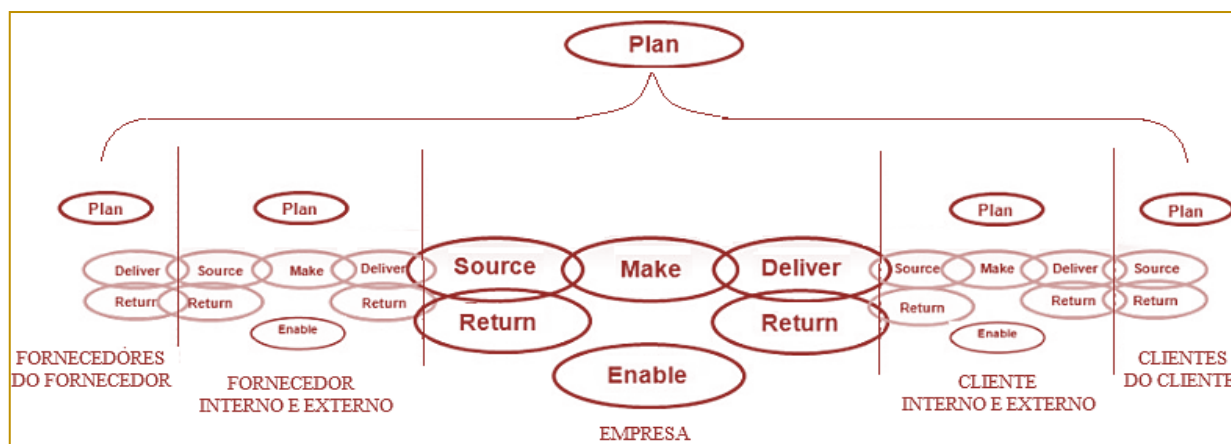 Plan
Plan
Plan
Plan
Plan
Deliver
Source
Make
Deliver
Source
Make
Deliver
Source
Make
Deliver
Source
Return
Return
Return
Return
Return
Return
Return
Return
Enable
Enable
Enable
FORNECEDÓRES
DO FORNECEDOR
FORNECEDOR
INTERNO E EXTERNO
EMPRESA
CLIENTE
INTERNO E EXTERNO
CLIENTES
DO CLIENTE